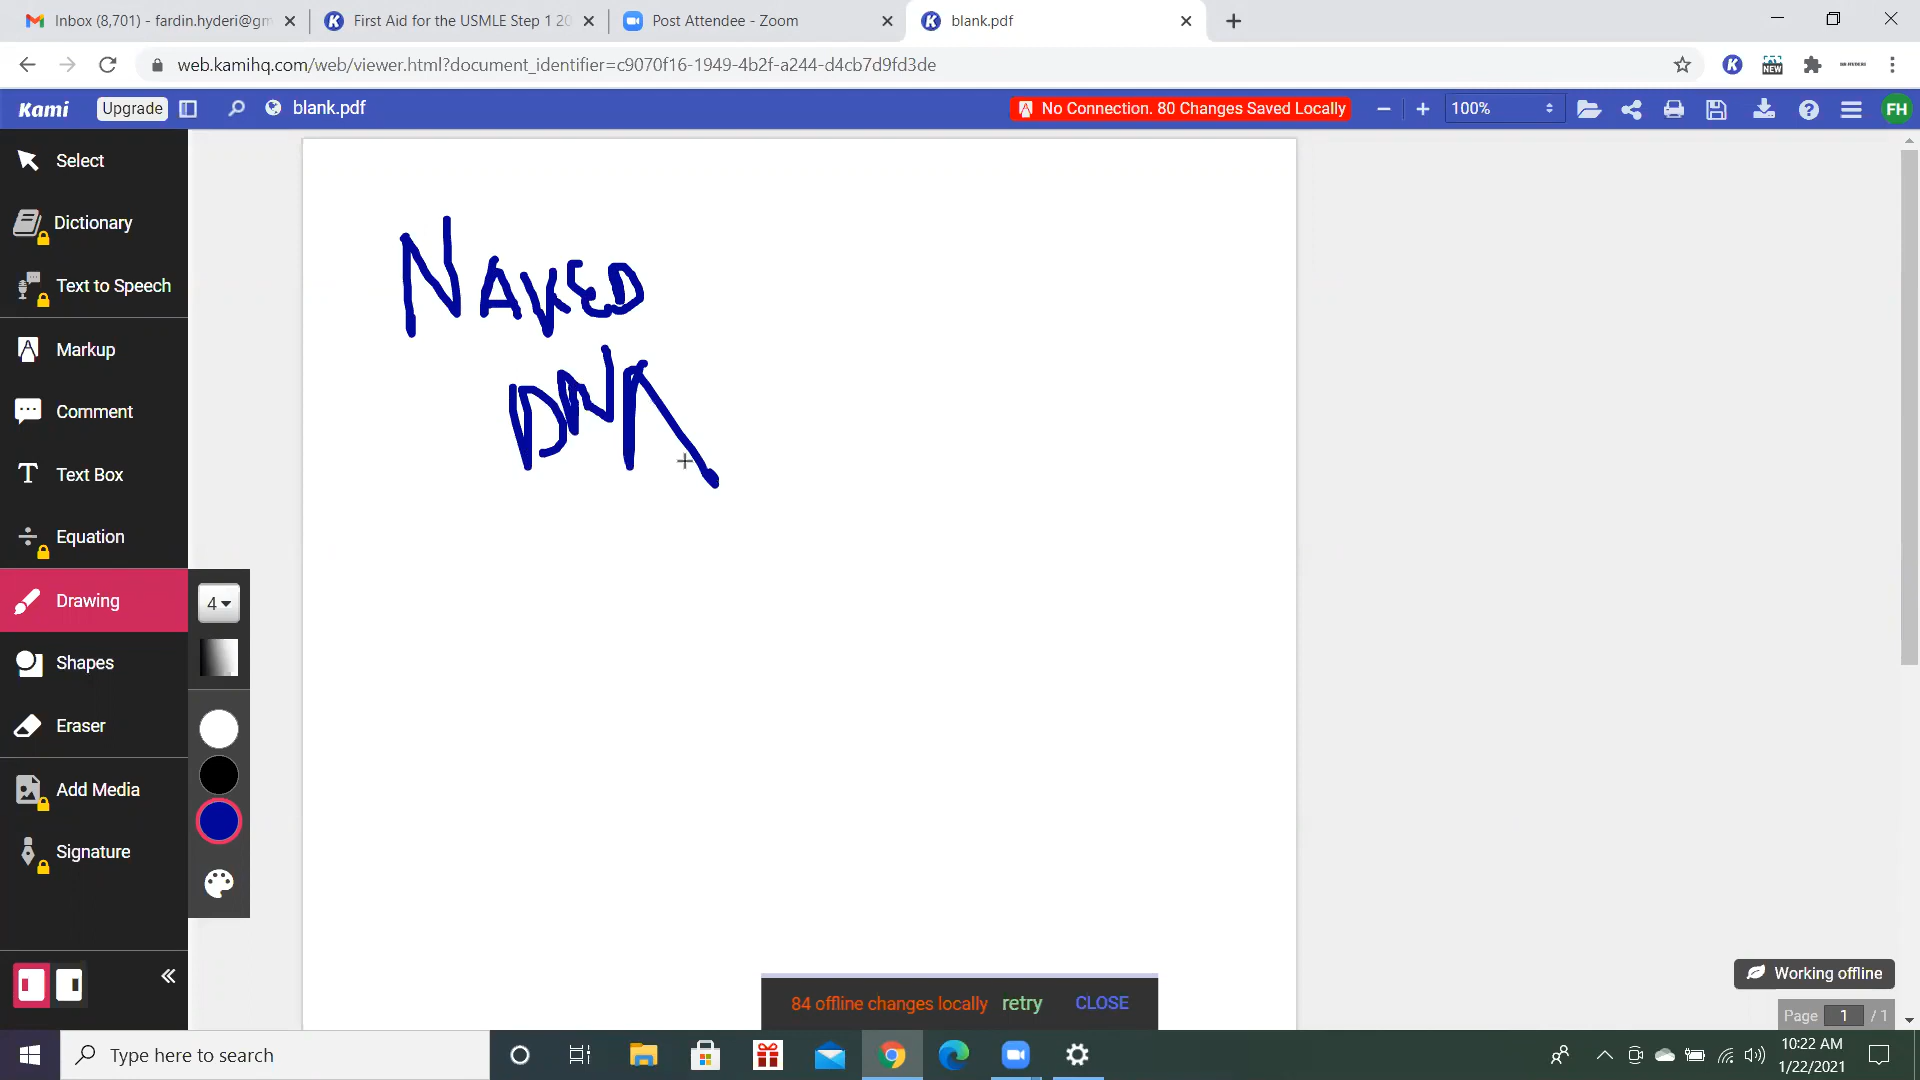 Inbox (8,701) - fardin.hyderi@gm
First Aid for the USMLE Step 1 20
Post Attendee - Zoom
blank.pdf
web.kamihq.com/web/viewer.html?document_identifier=c9070f16-1949-4b2f-a244-d4cb7d9fd3de
NEW
Kami
Upgrade
blank.pdf
No Connection. 80 Changes Saved Locally
100%
FH
Select
Dictionary
Text to Speech
Markup
Comment
Text Box
Equation
Drawing
4
Shapes
Eraser
Add Media
Signature
NAKED
DNA
Working offline
84 offline changes locally retry CLOSE
Page 1 / 1
Type here to search
10:22 AM
1/22/2021